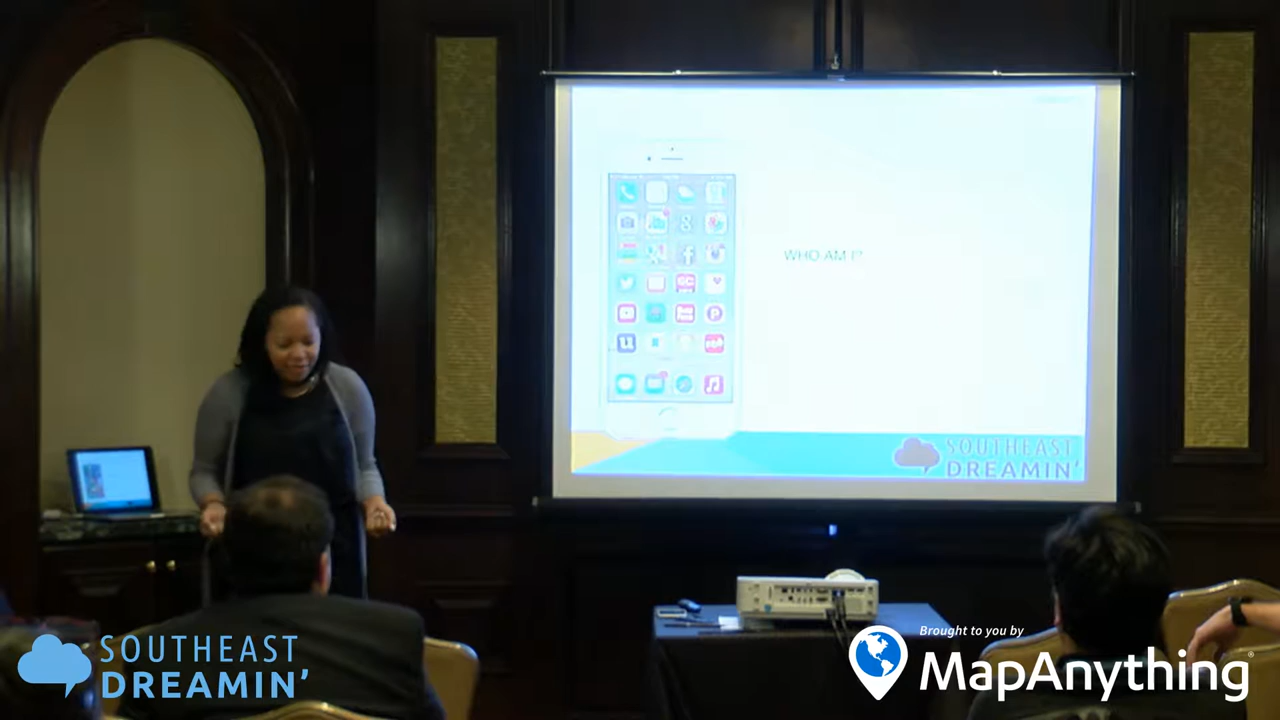 WHO AM I?
SOUTHEAST
DREAMIN'
SOUTHEAST
DREAMIN'
Brought to you by
MapAnything